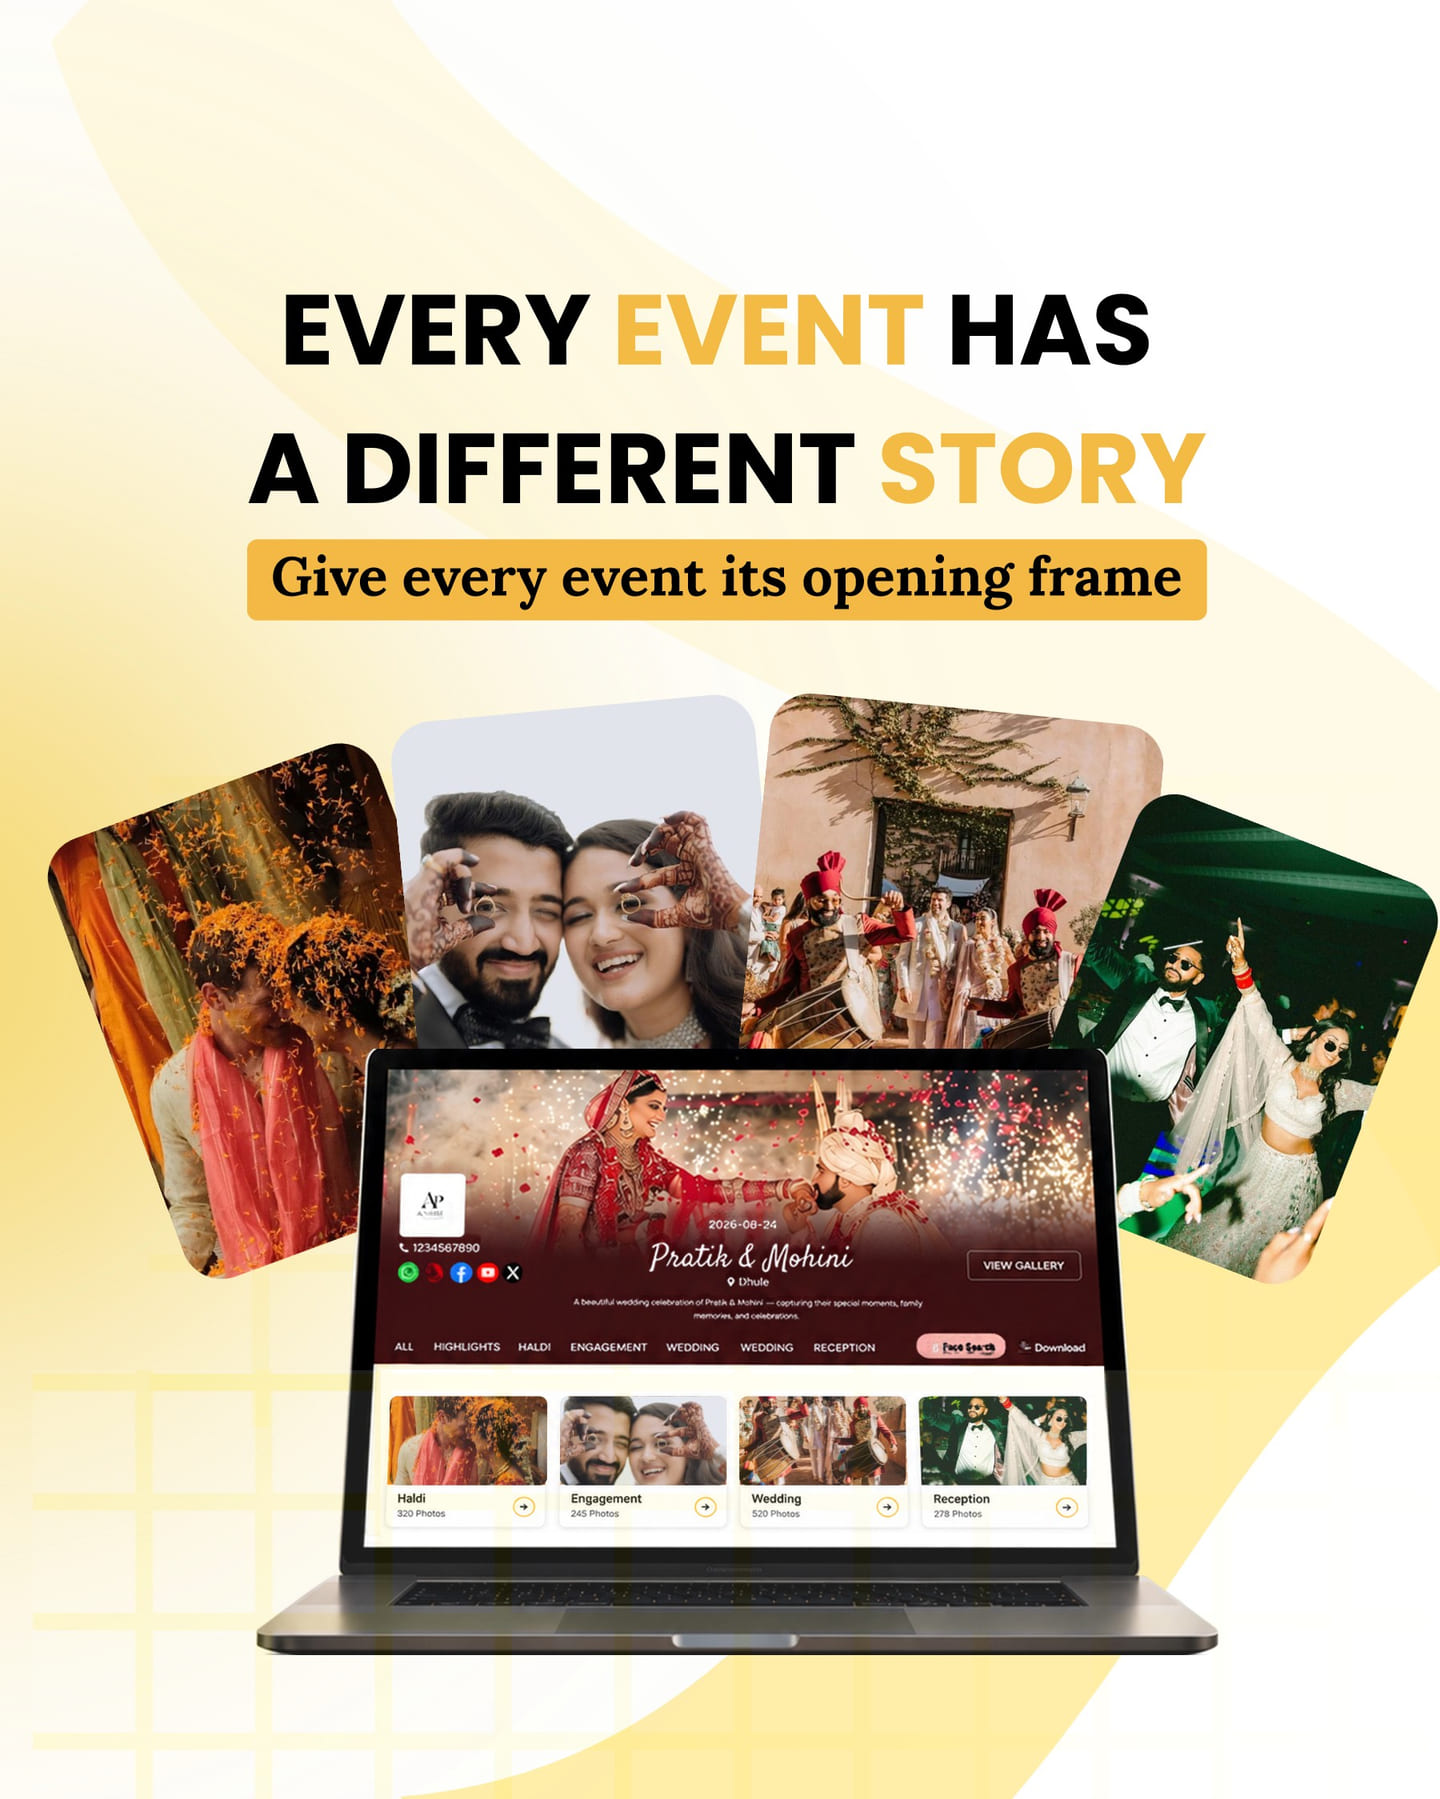 EVERY EVENT HAS
A DIFFERENT STORY
Give every event its opening frame
AP
1234567890
2026-08-24
Pratik & Mohini
Dhule
VIEW GALLERY
A beautiful wedding celebration of Pratik & Mohini — capturing their special moments, family
memories, and celebrations.
ALL HIGHLIGHTS HALDI ENGAGEMENT WEDDING WEDDING RECEPTION Face Search Download
Haldi
320 Photos
Engagement
245 Photos
Wedding
520 Photos
Reception
278 Photos